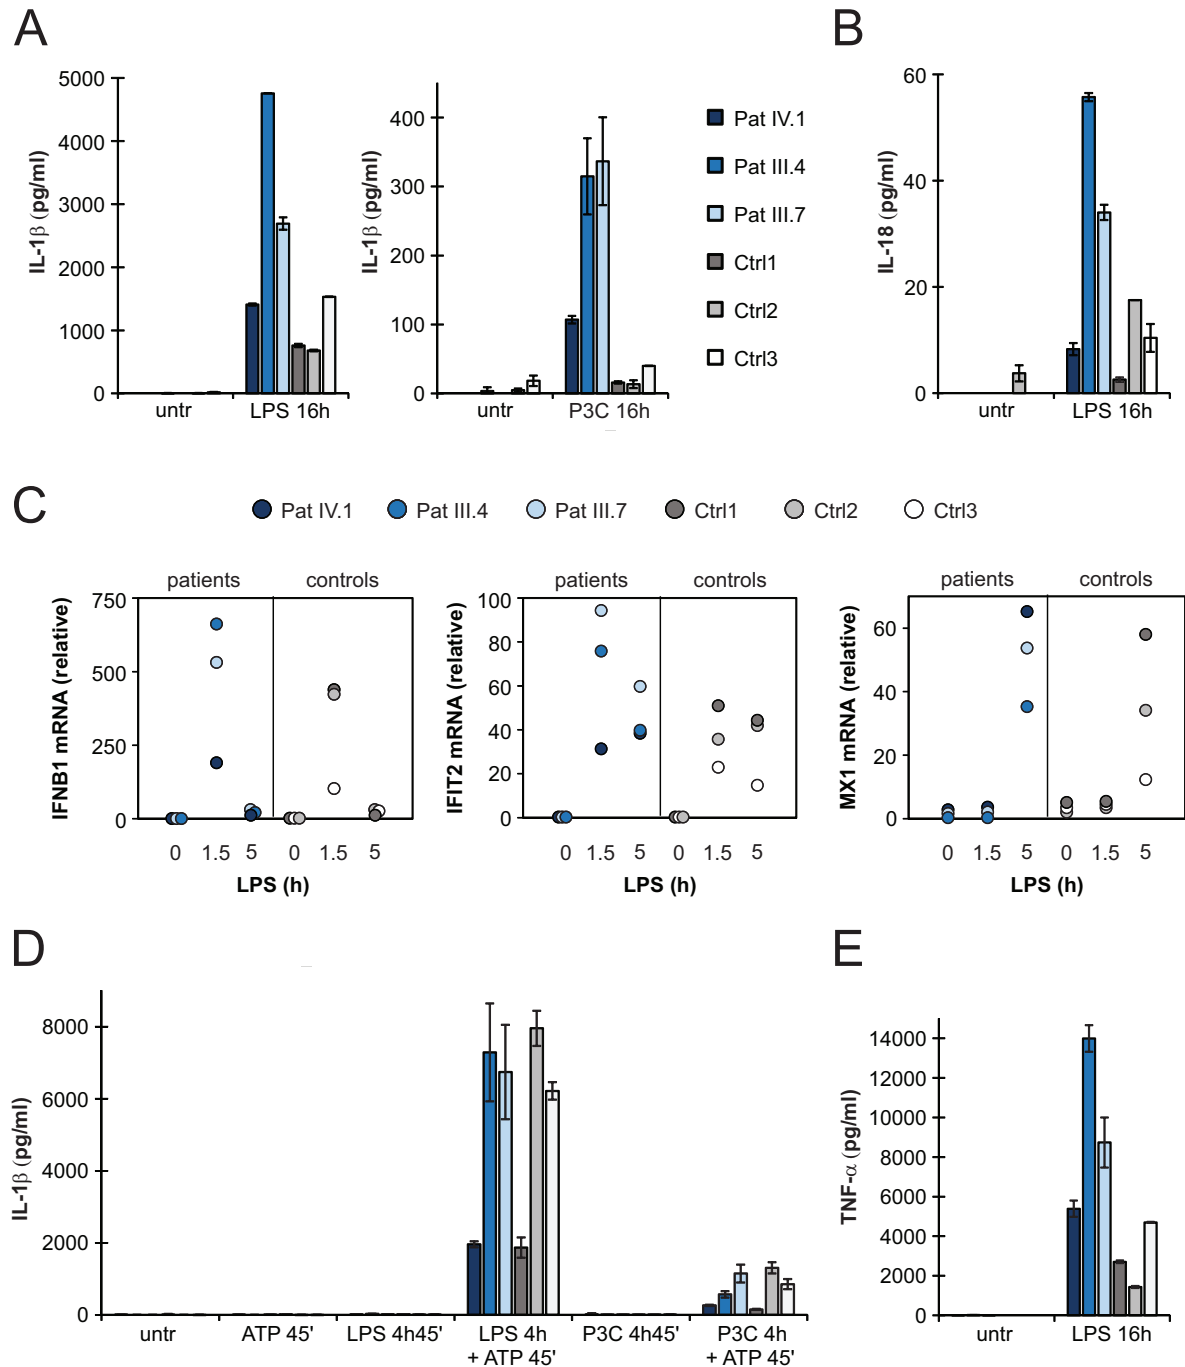 A
B
5000
4000
3000
2000
1000
0
IL-1β (pg/ml)
untr
LPS 16h
400
300
200
100
0
IL-1β (pg/ml)
untr
P3C 16h
Pat IV.1
Pat III.4
Pat III.7
Ctrl1
Ctrl2
Ctrl3
60
40
20
0
IL-18 (pg/ml)
untr
LPS 16h
C
Pat IV.1 Pat III.4 Pat III.7 Ctrl1 Ctrl2 Ctrl3
patients controls
750
500
250
0
IFNB1 mRNA (relative)
0 1.5 5 0 1.5 5
LPS (h)
patients controls
100
80
60
40
20
0
IFIT2 mRNA (relative)
0 1.5 5 0 1.5 5
LPS (h)
patients controls
60
40
20
0
MX1 mRNA (relative)
0 1.5 5 0 1.5 5
LPS (h)
D
8000
6000
4000
2000
0
IL-1β (pg/ml)
untr ATP 45' LPS 4h45' LPS 4h P3C 4h45' P3C 4h
+ ATP 45' + ATP 45'
E
14000
12000
10000
8000
6000
4000
2000
0
TNF-α (pg/ml)
untr
LPS 16h